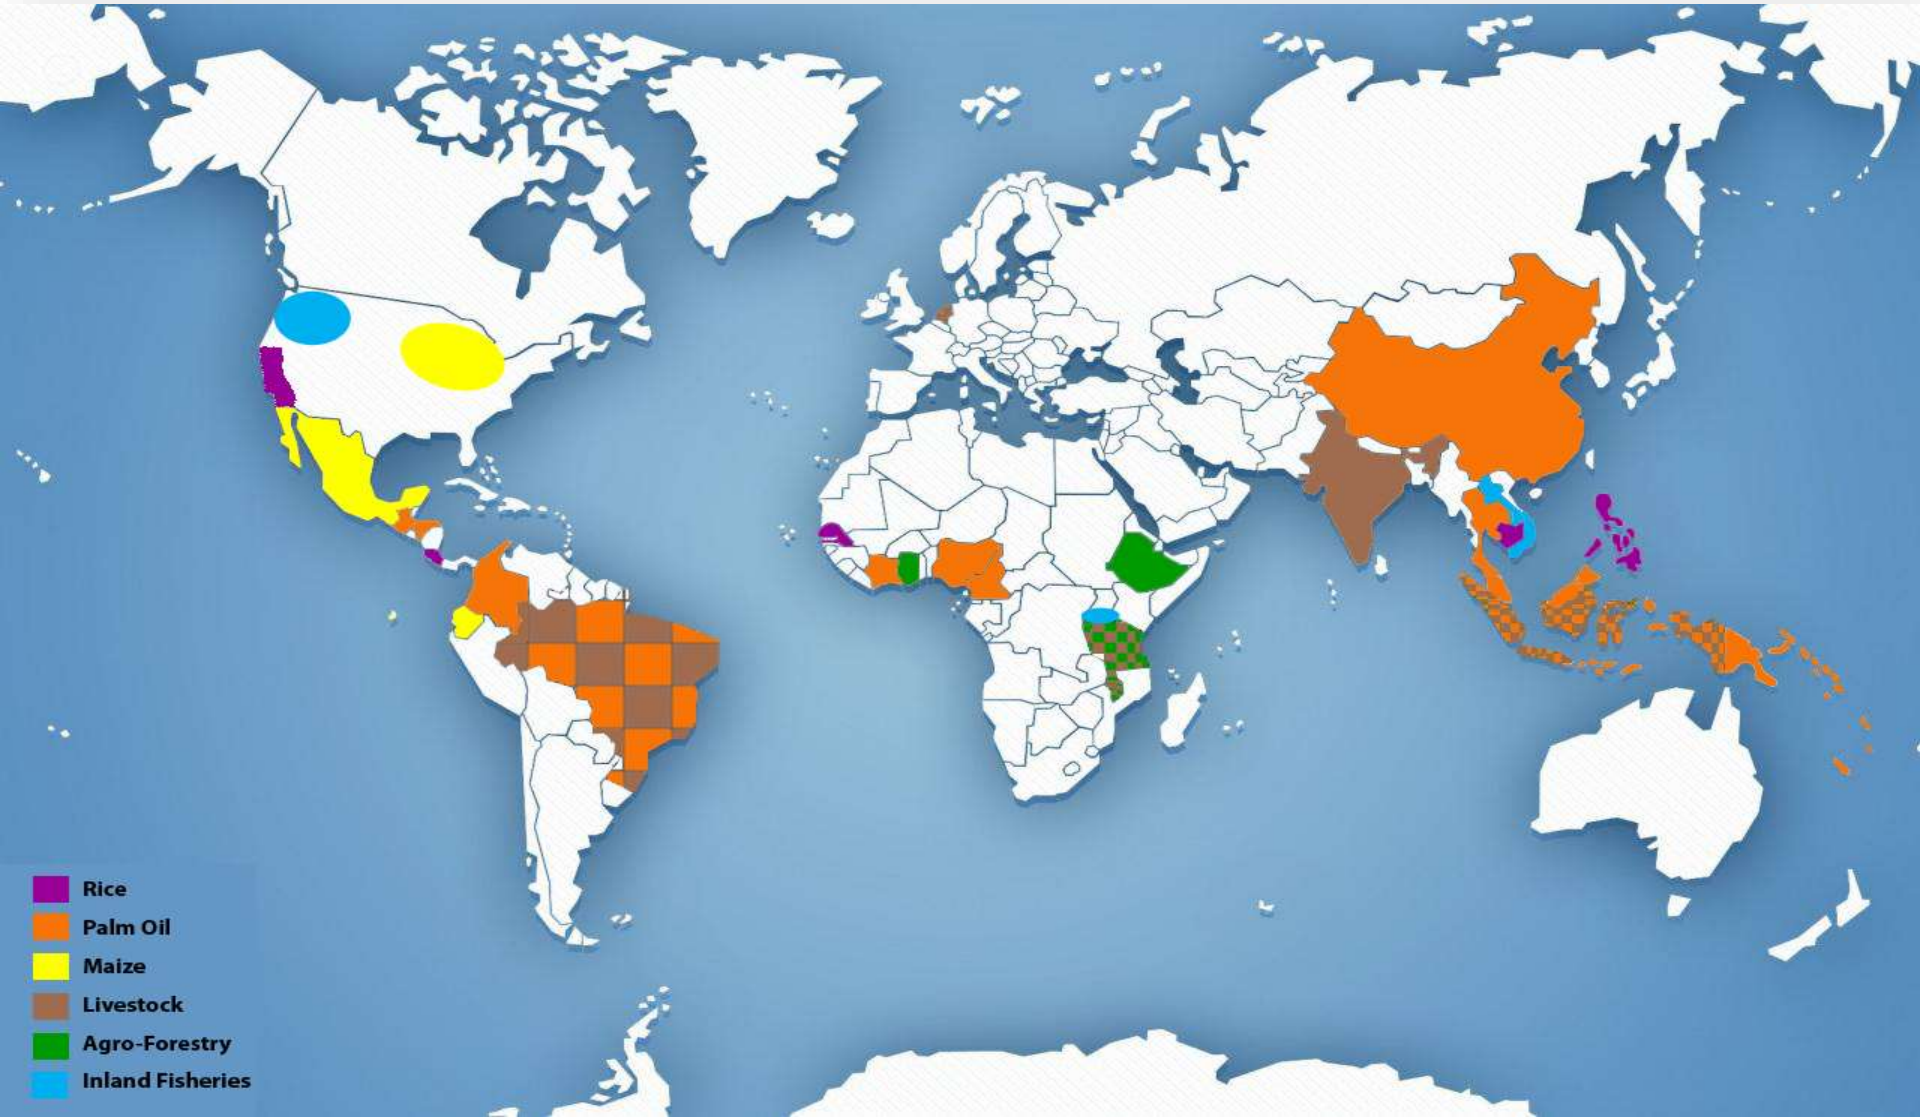 Rice
Palm Oil
Maize
Livestock
Agro-Forestry
Inland Fisheries